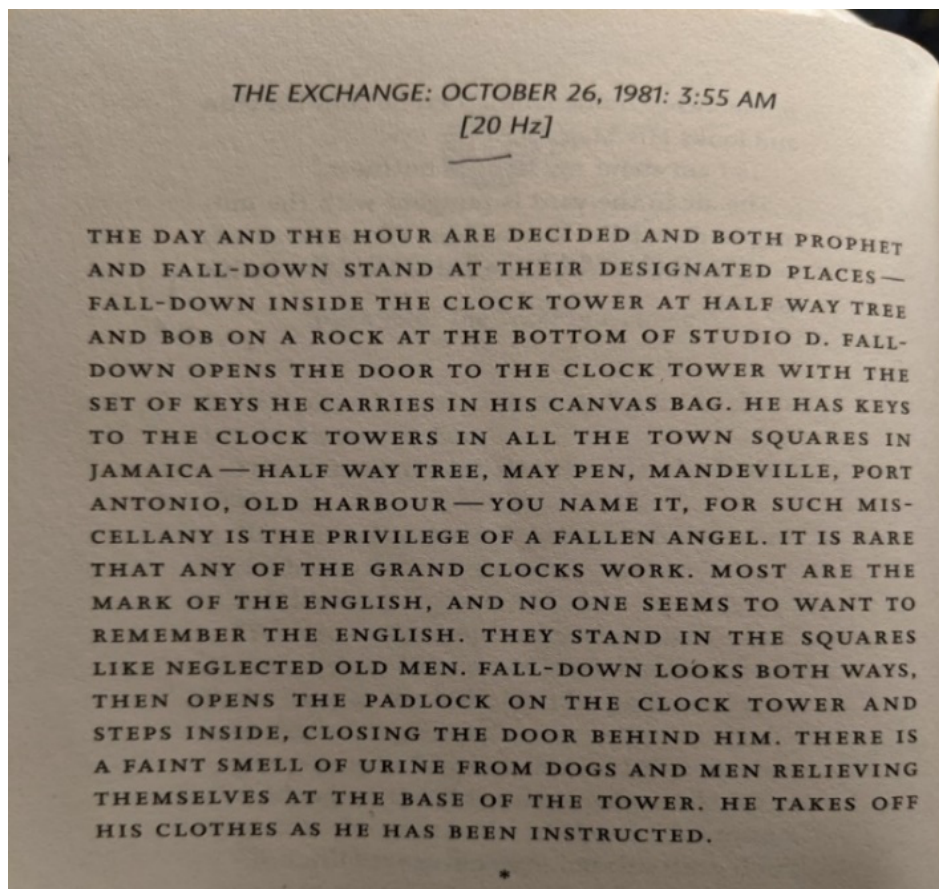 THE EXCHANGE: OCTOBER 26, 1981: 3:55 AM
[20 Hz]
THE DAY AND THE HOUR ARE DECIDED AND BOTH PROPHET
AND FALL-DOWN STAND AT THEIR DESIGNATED PLACES—
FALL-DOWN INSIDE THE CLOCK TOWER AT HALF WAY TREE
AND BOB ON A ROCK AT THE BOTTOM OF STUDIO D. FALL-
DOWN OPENS THE DOOR TO THE CLOCK TOWER WITH THE
SET OF KEYS HE CARRIES IN HIS CANVAS BAG. HE HAS KEYS
TO THE CLOCK TOWERS IN ALL THE TOWN SQUARES IN
JAMAICA—HALF WAY TREE, MAY PEN, MANDEVILLE, PORT
ANTONIO, OLD HARBOUR—YOU NAME IT, FOR SUCH MIS-
CELLANY IS THE PRIVILEGE OF A FALLEN ANGEL. IT IS RARE
THAT ANY OF THE GRAND CLOCKS WORK. MOST ARE THE
MARK OF THE ENGLISH, AND NO ONE SEEMS TO WANT TO
REMEMBER THE ENGLISH. THEY STAND IN THE SQUARES
LIKE NEGLECTED OLD MEN. FALL-DOWN LOOKS BOTH WAYS,
THEN OPENS THE PADLOCK ON THE CLOCK TOWER AND
STEPS INSIDE, CLOSING THE DOOR BEHIND HIM. THERE IS
A FAINT SMELL OF URINE FROM DOGS AND MEN RELIEVING
THEMSELVES AT THE BASE OF THE TOWER. HE TAKES OFF
HIS CLOTHES AS HE HAS BEEN INSTRUCTED.
*